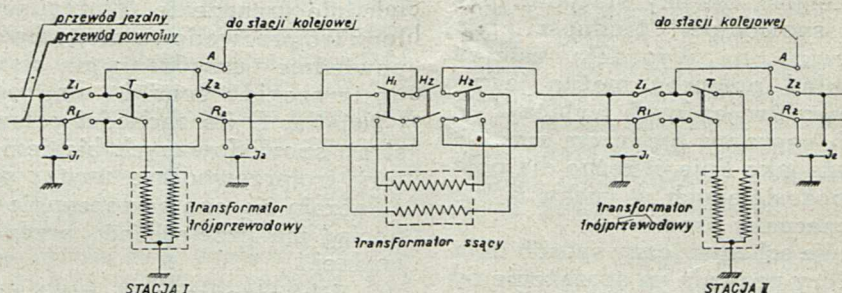 przewód jezdny
przewód powrotny
do stacji kolejowej
do stacji kolejowej
A
A
Z1
T
Z2
H1
HZ
H2
Z1
T
Z2
R1
R2
R1
R2
J1
J2
J1
J2
transformator
trójprzewodowy
transformator ssący
transformator
trójprzewodowy
STACJA I
STACJA II